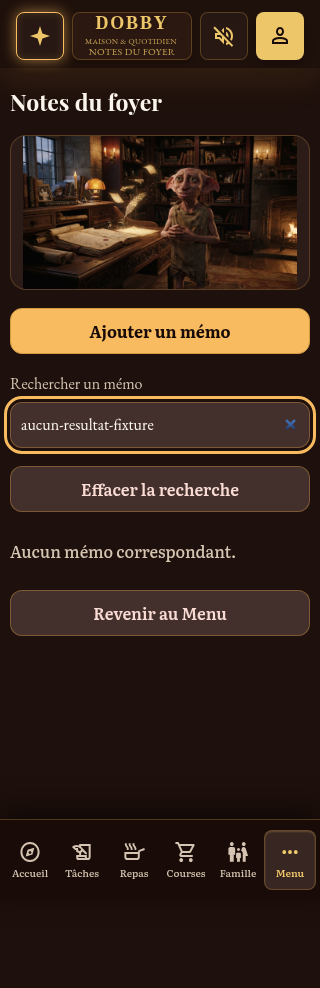 DOBBY
MAISON & QUOTIDIEN
NOTES DU FOYER
Notes du foyer
Ajouter un mémo
Rechercher un mémo
aucun-resultat-fixture
Effacer la recherche
Aucun mémo correspondant.
Revenir au Menu
Accueil Tâches Repas Courses Famille Menu